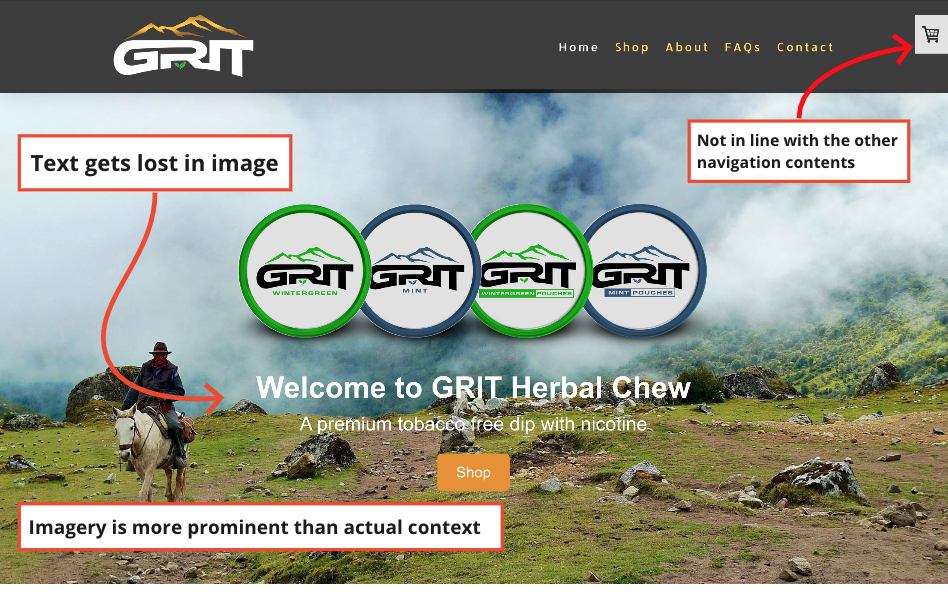 GRIT
Home Shop About FAQs Contact
Text gets lost in image
Not in line with the other
navigation contents
GRIT
WINTERGREEN
GRIT
MINT
GRIT
WINTERGREEN POUCHES
GRIT
MINT POUCHES
Welcome to GRIT Herbal Chew
A premium tobacco free dip with nicotine
Shop
Imagery is more prominent than actual context